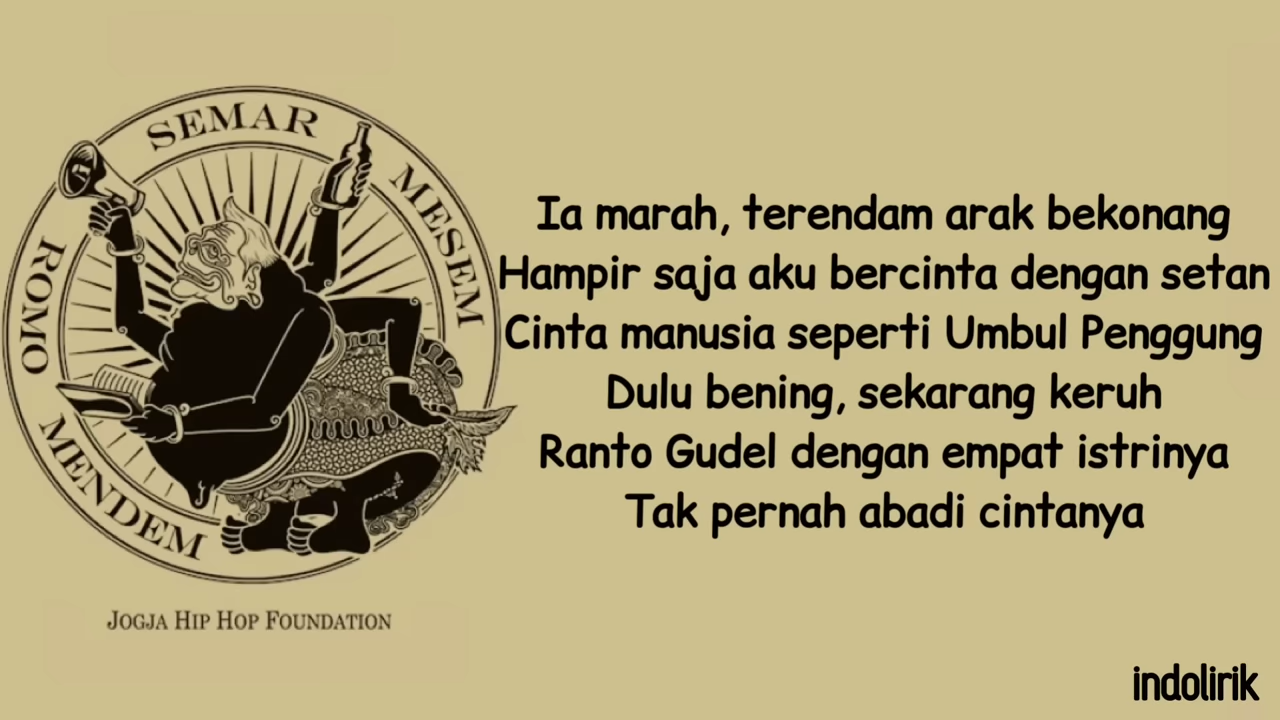 ROMO
SEMAR
MESEM
MENDEM
Jogja Hip Hop Foundation
Ia marah, terendam arak bekonang
Hampir saja aku bercinta dengan setan
Cinta manusia seperti Umbul Penggung
Dulu bening, sekarang keruh
Ranto Gudel dengan empat istrinya
Tak pernah abadi cintanya
indolirik